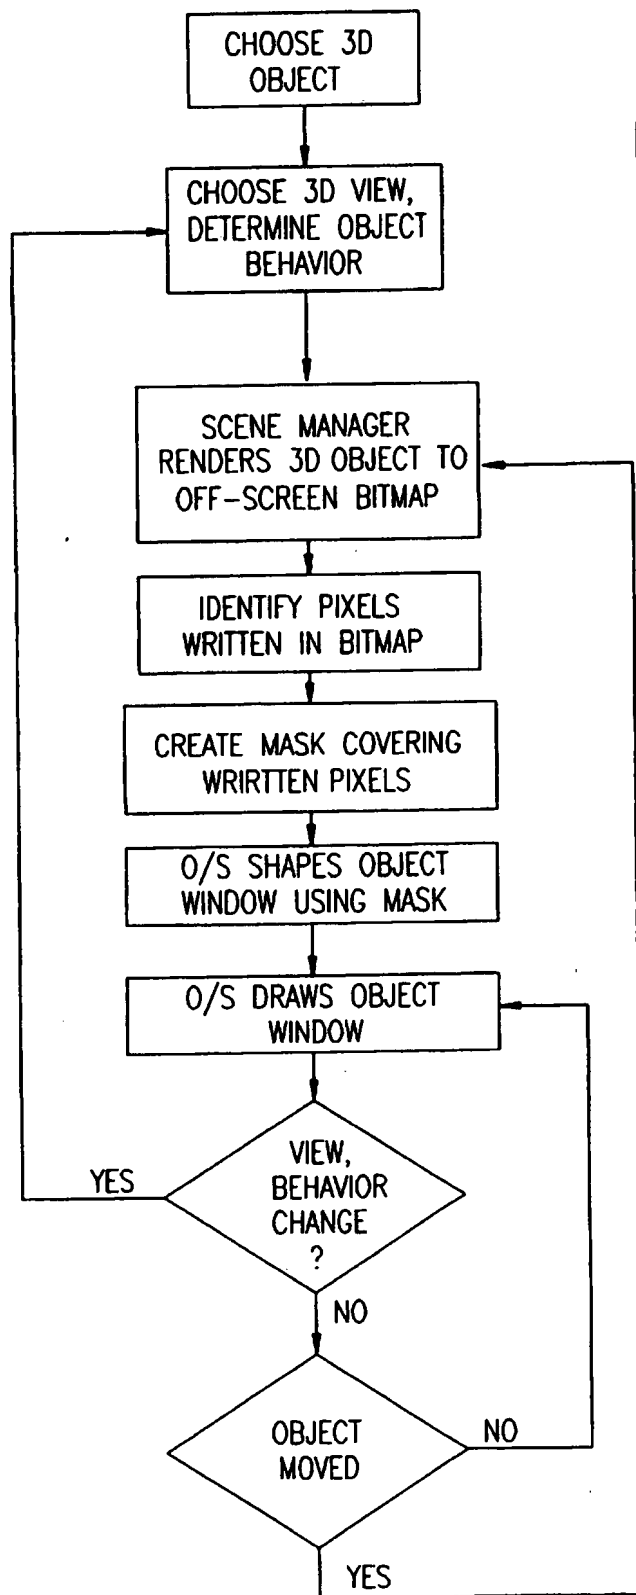 CHOOSE 3D
OBJECT
CHOOSE 3D VIEW,
DETERMINE OBJECT
BEHAVIOR
SCENE MANAGER
RENDERS 3D OBJECT TO
OFF-SCREEN BITMAP
IDENTIFY PIXELS
WRITTEN IN BITMAP
CREATE MASK COVERING
WRIRTTEN PIXELS
O/S SHAPES OBJECT
WINDOW USING MASK
O/S DRAWS OBJECT
WINDOW
VIEW,
BEHAVIOR
CHANGE
?
YES
NO
OBJECT
MOVED
NO
YES